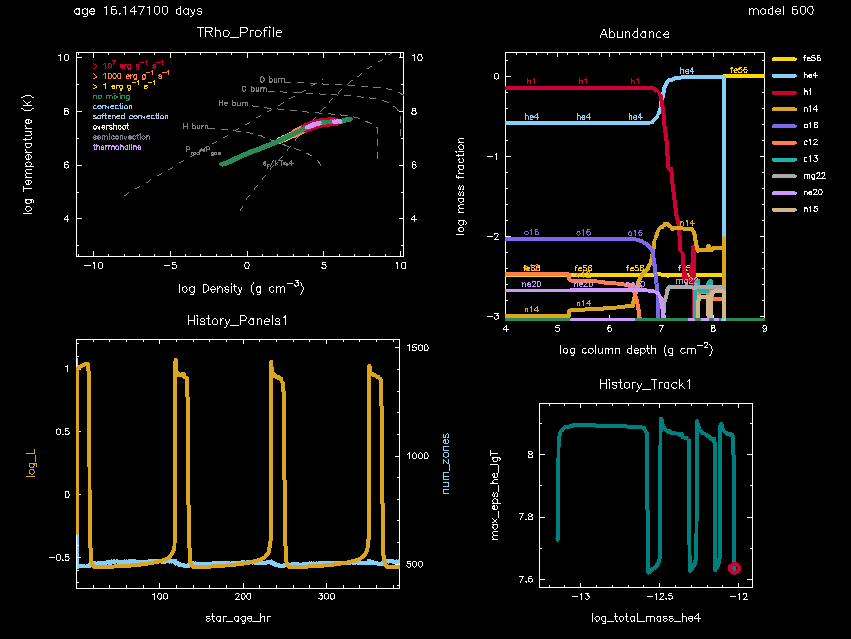 age 16.147100 days
model 600
TRho_Profile
> 10⁷ erg g⁻¹ s⁻¹
> 1000 erg g⁻¹ s⁻¹
> 1 erg g⁻¹ s⁻¹
no mixing
convection
softened convection
overshoot
semiconvection
thermohaline
O burn
C burn
He burn
H burn
εF/kT≈4
10
8
6
4
10
8
6
4
−10
−5
0
5
10
log Temperature (K)
log Density (g cm⁻³)
Abundance
h1
h1
h1
he4
fe56
he4
he4
he4
o16
o16
o16
n14
fe56
fe56
ne20
ne20
mg22
n14
n14
0
−1
−2
−3
4
5
6
7
8
9
log mass fraction
log column depth (g cm⁻²)
fe56
he4
h1
n14
o16
c12
c13
mg22
ne20
n15
History_Panels1
1
0.5
0
−0.5
1500
1000
500
100
200
300
log_L
num_zones
star_age_hr
History_Track1
8
7.8
7.6
−13
−12.5
−12
max_eps_he_lgT
log_total_mass_he4